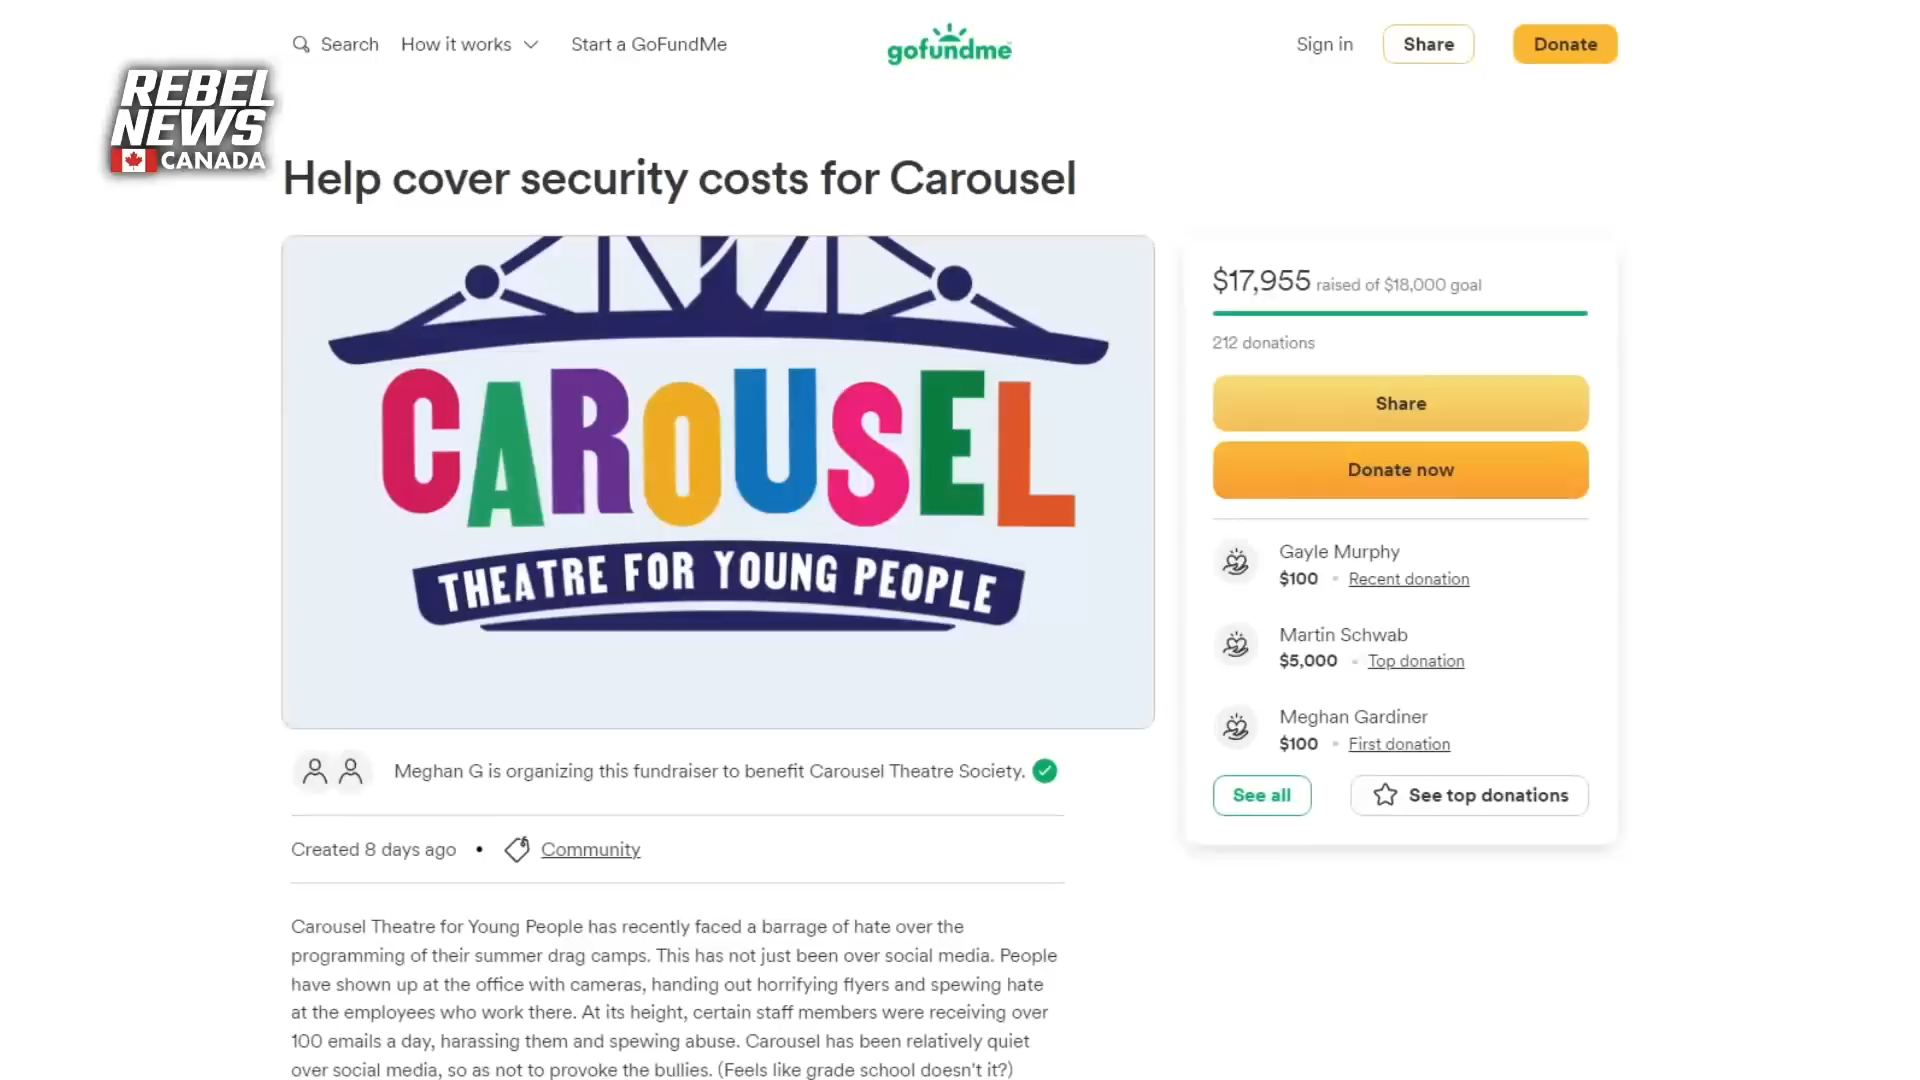 Search
How it works
Start a GoFundMe
gofundme
Sign in
Share
Donate
REBEL
NEWS
CANADA
Help cover security costs for Carousel
CAROUSEL
THEATRE FOR YOUNG PEOPLE
$17,955 raised of $18,000 goal
212 donations
Share
Donate now
Gayle Murphy
$100 • Recent donation
Martin Schwab
$5,000 • Top donation
Meghan Gardiner
$100 • First donation
See all
See top donations
Meghan G is organizing this fundraiser to benefit Carousel Theatre Society.
Created 8 days ago • Community
Carousel Theatre for Young People has recently faced a barrage of hate over the
programming of their summer drag camps. This has not just been over social media. People
have shown up at the office with cameras, handing out horrifying flyers and spewing hate
at the employees who work there. At its height, certain staff members were receiving over
100 emails a day, harassing them and spewing abuse. Carousel has been relatively quiet
over social media, so as not to provoke the bullies. (Feels like grade school doesn't it?)